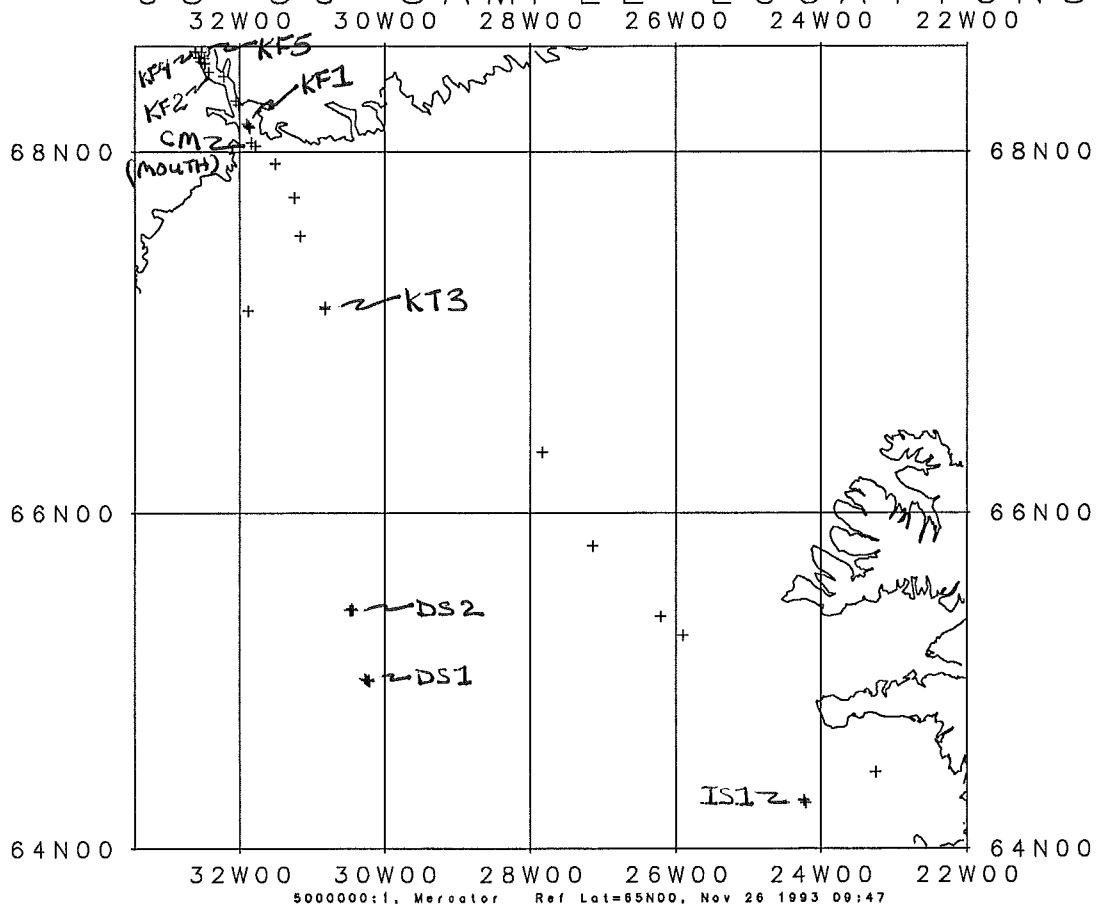 32W00 30W00 28W00 26W00 24W00 22W00
KF5
KF4
KF1
KF2
CM2
(MOUTH)
68N00 68N00
KT3
66N00 66N00
DS2
DS1
IS1
64N00 64N00
32W00 30W00 28W00 26W00 24W00 22W00
5000000:1, Mercator Ref Lat=65N00, Nov 26 1993 09:47